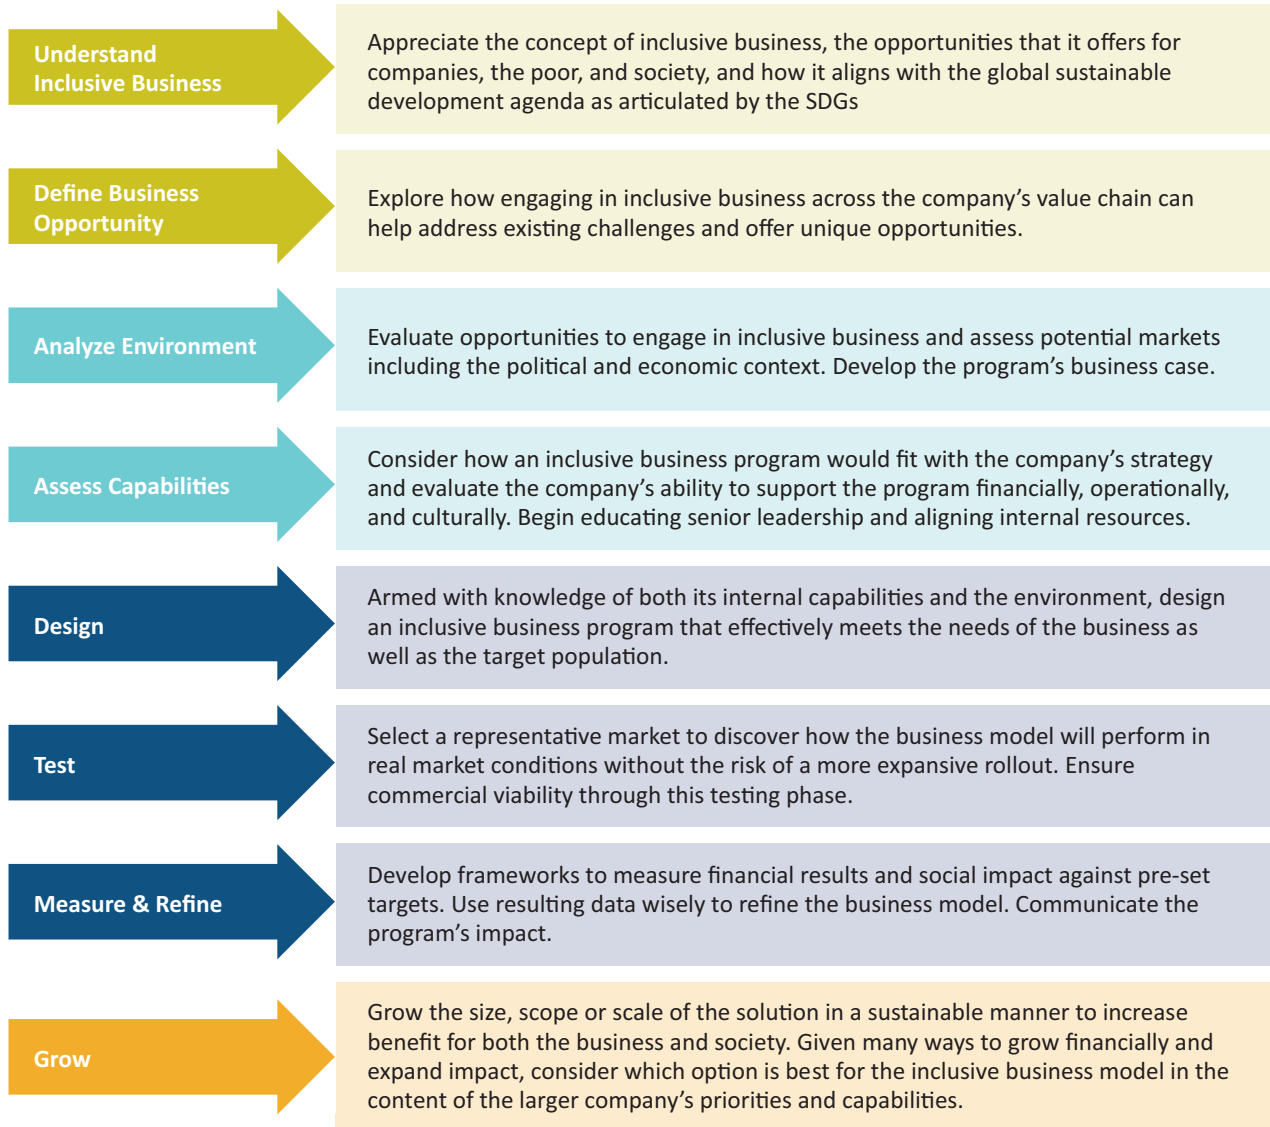 Understand
Inclusive Business
Appreciate the concept of inclusive business, the opportunities that it offers for
companies, the poor, and society, and how it aligns with the global sustainable
development agenda as articulated by the SDGs
Define Business
Opportunity
Explore how engaging in inclusive business across the company’s value chain can
help address existing challenges and offer unique opportunities.
Analyze Environment
Evaluate opportunities to engage in inclusive business and assess potential markets
including the political and economic context. Develop the program’s business case.
Assess Capabilities
Consider how an inclusive business program would fit with the company’s strategy
and evaluate the company’s ability to support the program financially, operationally,
and culturally. Begin educating senior leadership and aligning internal resources.
Design
Armed with knowledge of both its internal capabilities and the environment, design
an inclusive business program that effectively meets the needs of the business as
well as the target population.
Test
Select a representative market to discover how the business model will perform in
real market conditions without the risk of a more expansive rollout. Ensure
commercial viability through this testing phase.
Measure & Refine
Develop frameworks to measure financial results and social impact against pre-set
targets. Use resulting data wisely to refine the business model. Communicate the
program’s impact.
Grow
Grow the size, scope or scale of the solution in a sustainable manner to increase
benefit for both the business and society. Given many ways to grow financially and
expand impact, consider which option is best for the inclusive business model in the
content of the larger company’s priorities and capabilities.